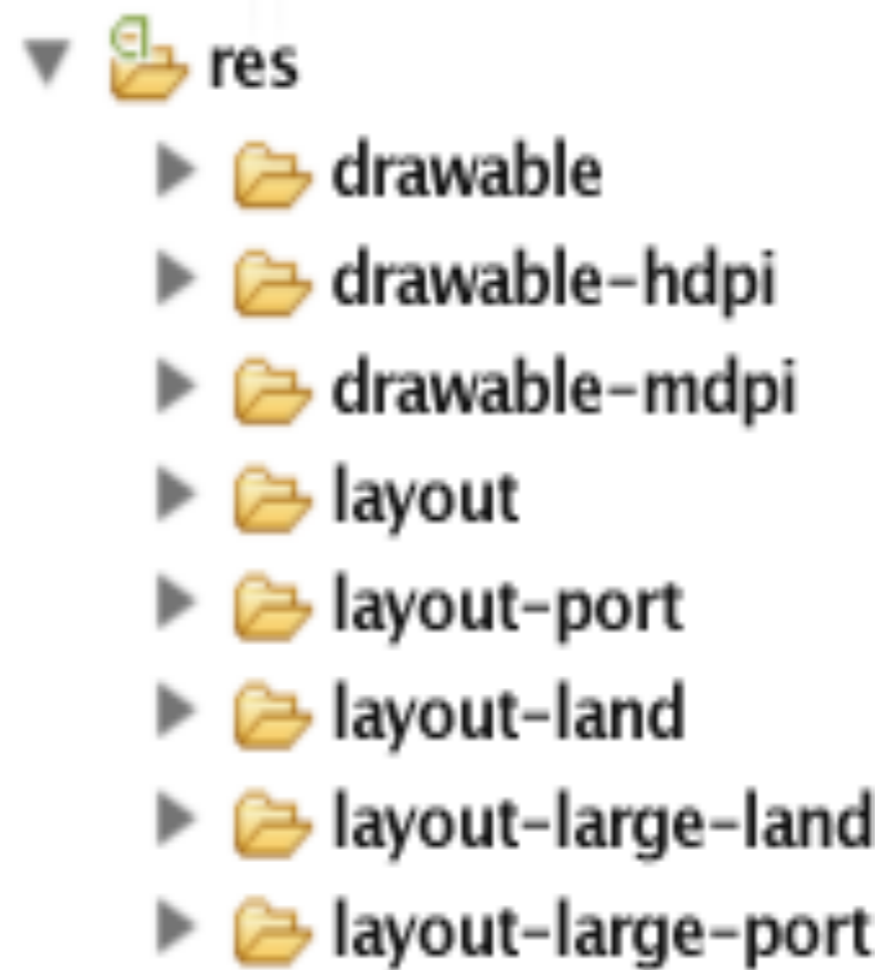 res
drawable
drawable-hdpi
drawable-mdpi
layout
layout-port
layout-land
layout-large-land
layout-large-port